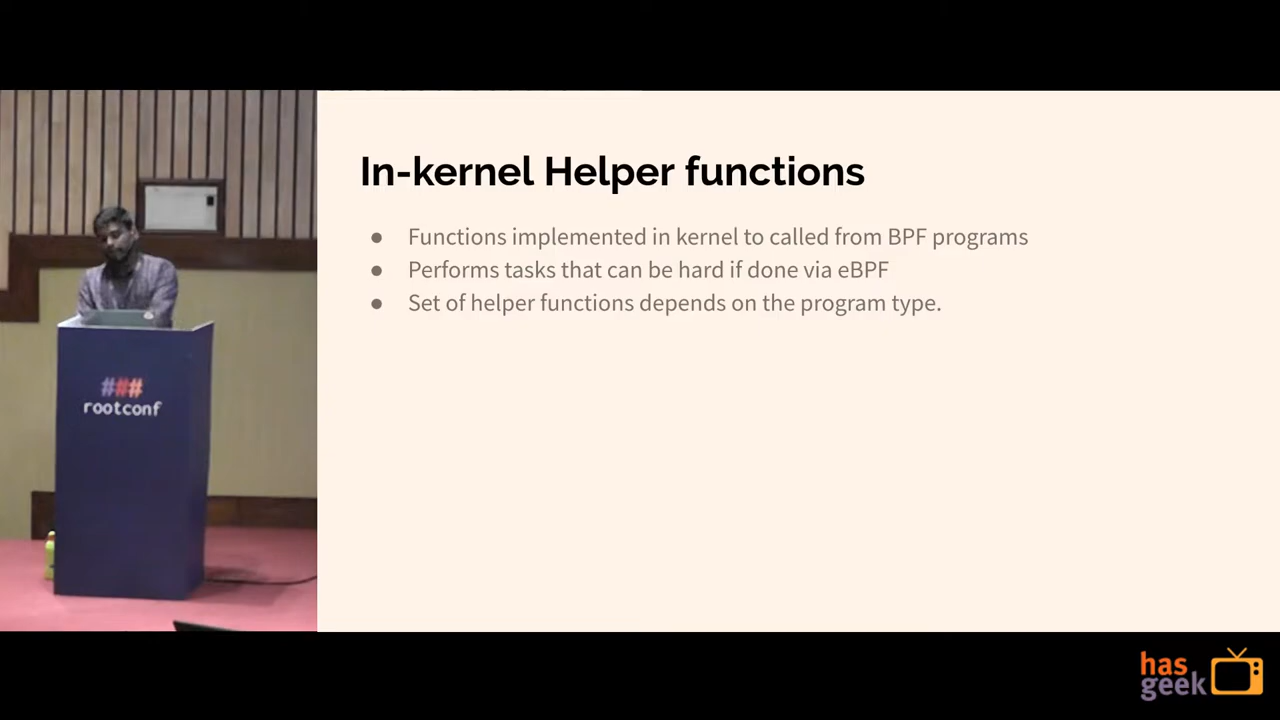 In-kernel Helper functions
● Functions implemented in kernel to called from BPF programs
● Performs tasks that can be hard if done via eBPF
● Set of helper functions depends on the program type.
###
rootconf
has
geek